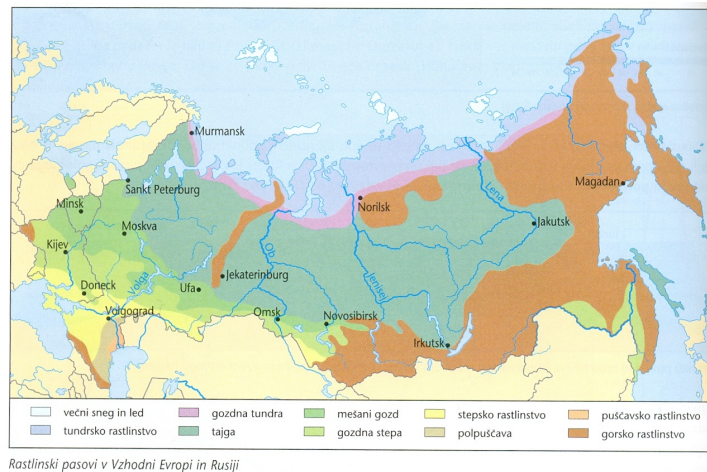 Murmansk
Sankt Peterburg
Minsk
Moskva
Kijev
Doneck
Volga
Volgograd
Ufa
Jekaterinburg
Ob
Omsk
Novosibirsk
Norilsk
Jenisej
Irkutsk
Lena
Jakutsk
Magadan
večni sneg in led
gozdna tundra
mešani gozd
stepsko rastlinstvo
puščavsko rastlinstvo
tundrsko rastlinstvo
tajga
gozdna stepa
polpuščava
gorsko rastlinstvo
Rastlinski pasovi v Vzhodni Evropi in Rusiji